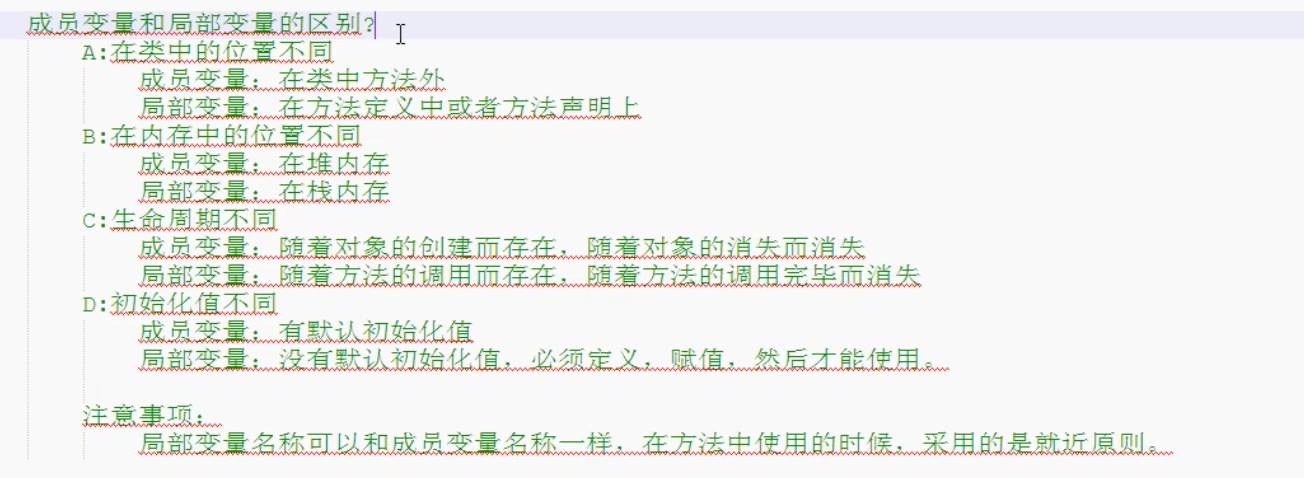 成员变量和局部变量的区别?
A:在类中的位置不同
成员变量：在类中方法外
局部变量：在方法定义中或者方法声明上
B:在内存中的位置不同
成员变量：在堆内存
局部变量：在栈内存
C:生命周期不同
成员变量：随着对象的创建而存在，随着对象的消失而消失
局部变量：随着方法的调用而存在，随着方法的调用完毕而消失
D:初始化值不同
成员变量：有默认初始化值
局部变量：没有默认初始化值，必须定义，赋值，然后才能使用。
注意事项：
局部变量名称可以和成员变量名称一样，在方法中使用的时候，采用的是就近原则。